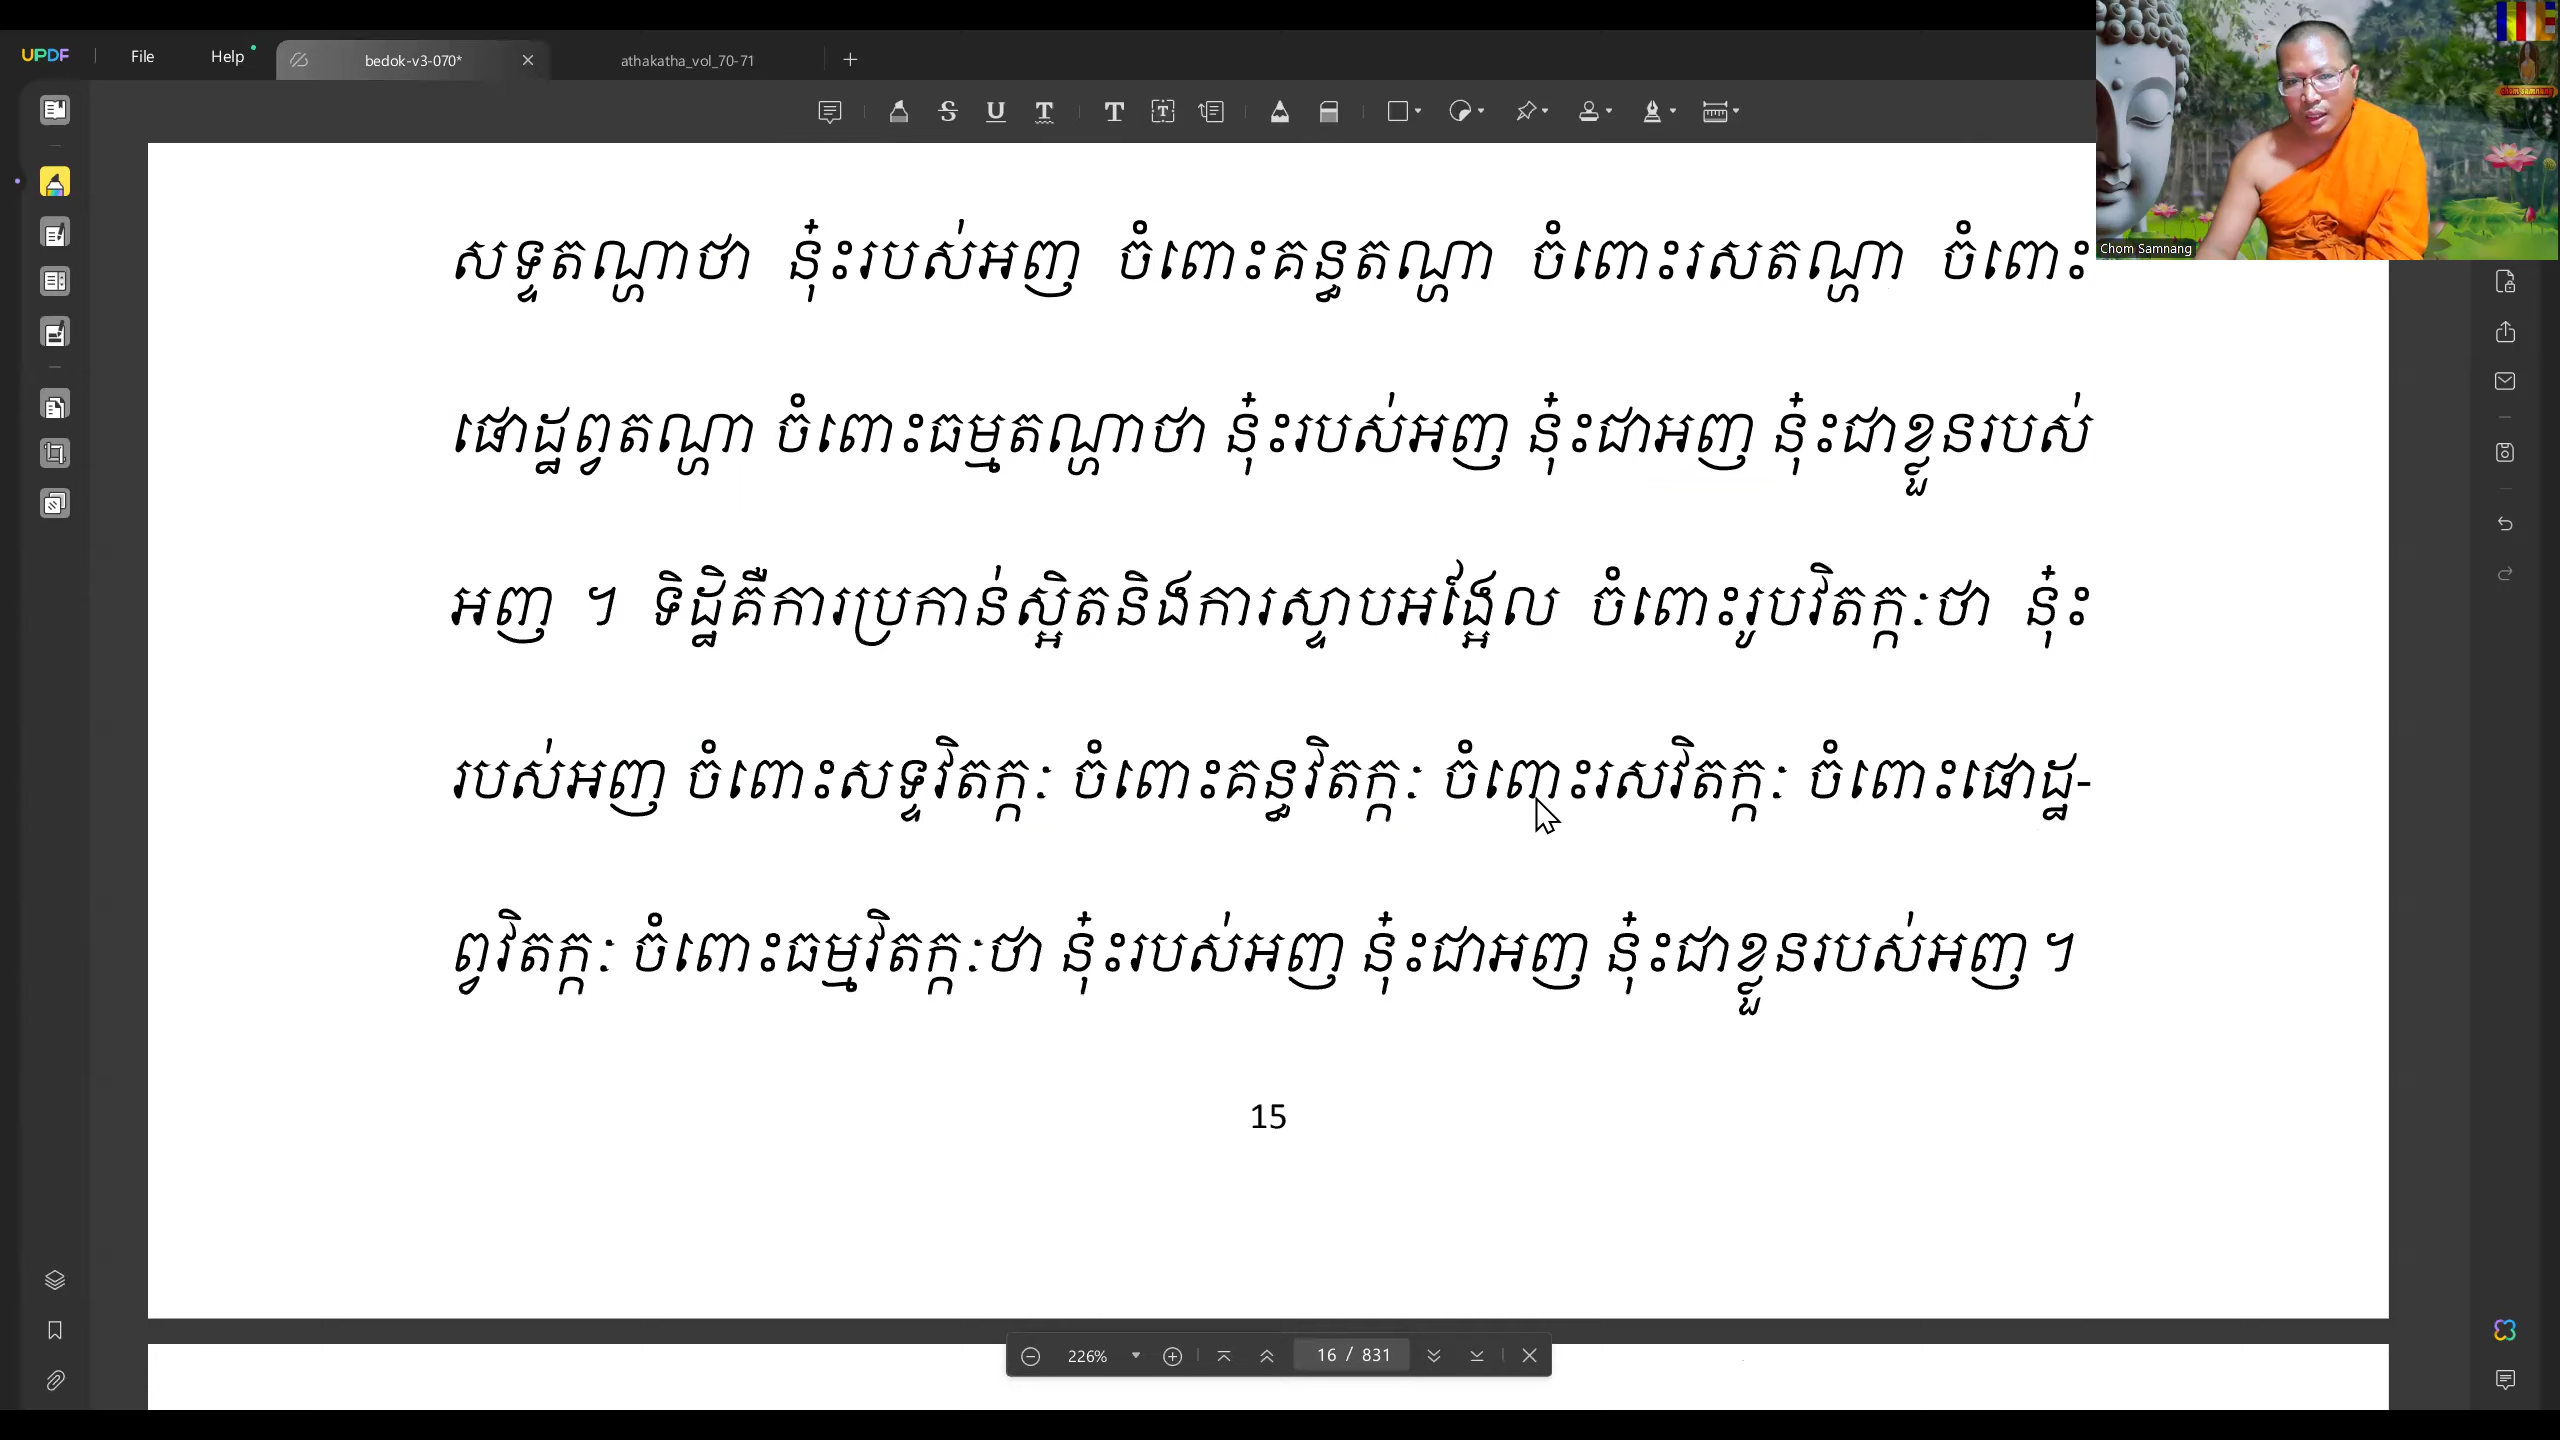 UPDF File Help bedok-v3-070* athakatha_vol_70-71
Chom Samnang
សទ្ទតណ្ហាថា នុ៎ះរបស់អញ ចំពោះគន្ធតណ្ហា ចំពោះរសតណ្ហា ចំពោះ
ផោដ្ឋព្វតណ្ហា ចំពោះធម្មតណ្ហាថា នុ៎ះរបស់អញ នុ៎ះជាអញ នុ៎ះជាខ្លួនរបស់
អញ ។ ទិដ្ឋិគឺការប្រកាន់ស្អិតនិងការស្ទាបអង្អែល ចំពោះរូបវិតក្កៈថា នុ៎ះ
របស់អញ ចំពោះសទ្ទវិតក្កៈ ចំពោះគន្ធវិតក្កៈ ចំពោះរសវិតក្កៈ ចំពោះផោដ្ឋ-
ព្វវិតក្កៈ ចំពោះធម្មវិតក្កៈថា នុ៎ះរបស់អញ នុ៎ះជាអញ នុ៎ះជាខ្លួនរបស់អញ ។
15
226% 16 / 831